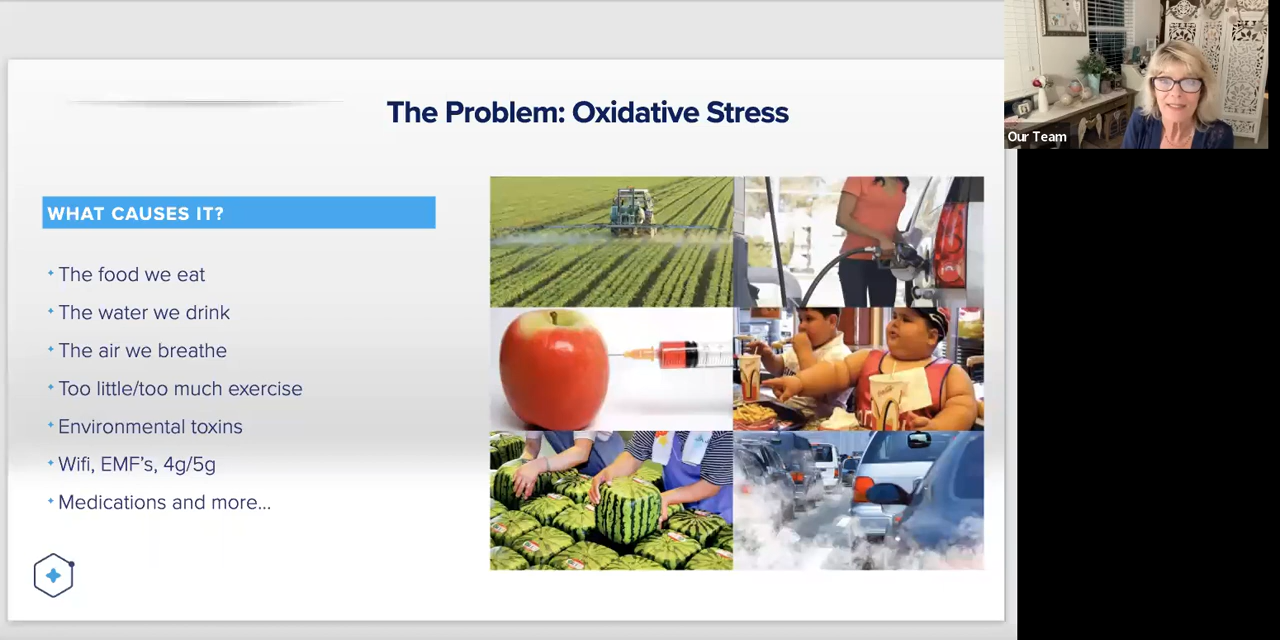 The Problem: Oxidative Stress
Our Team
WHAT CAUSES IT?
The food we eat
The water we drink
The air we breathe
Too little/too much exercise
Environmental toxins
Wifi, EMF's, 4g/5g
Medications and more...